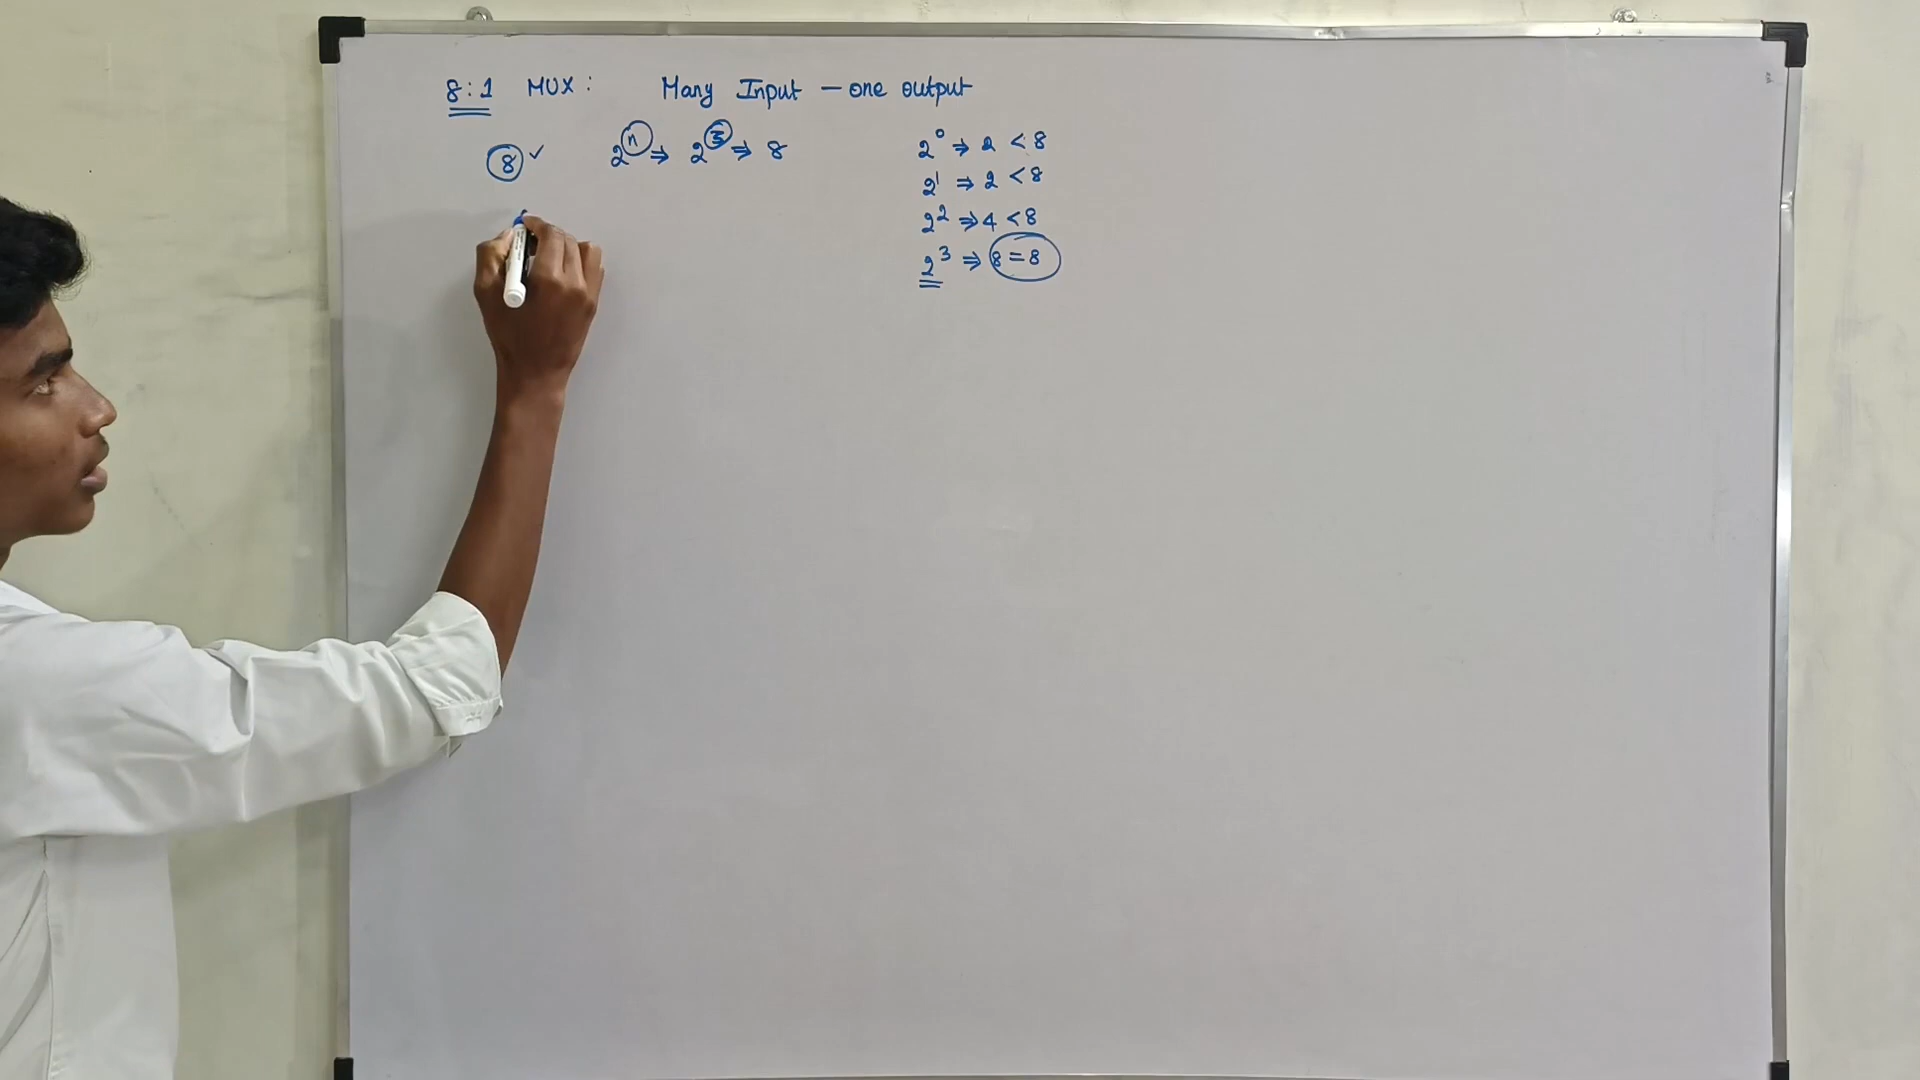 8:1 MUX: Many Input - one output
8 ✓ 2^n ⇒ 2^3 ⇒ 8
2^0 ⇒ 2 < 8
2^1 ⇒ 2 < 8
2^2 ⇒ 4 < 8
2^3 ⇒ 8 = 8